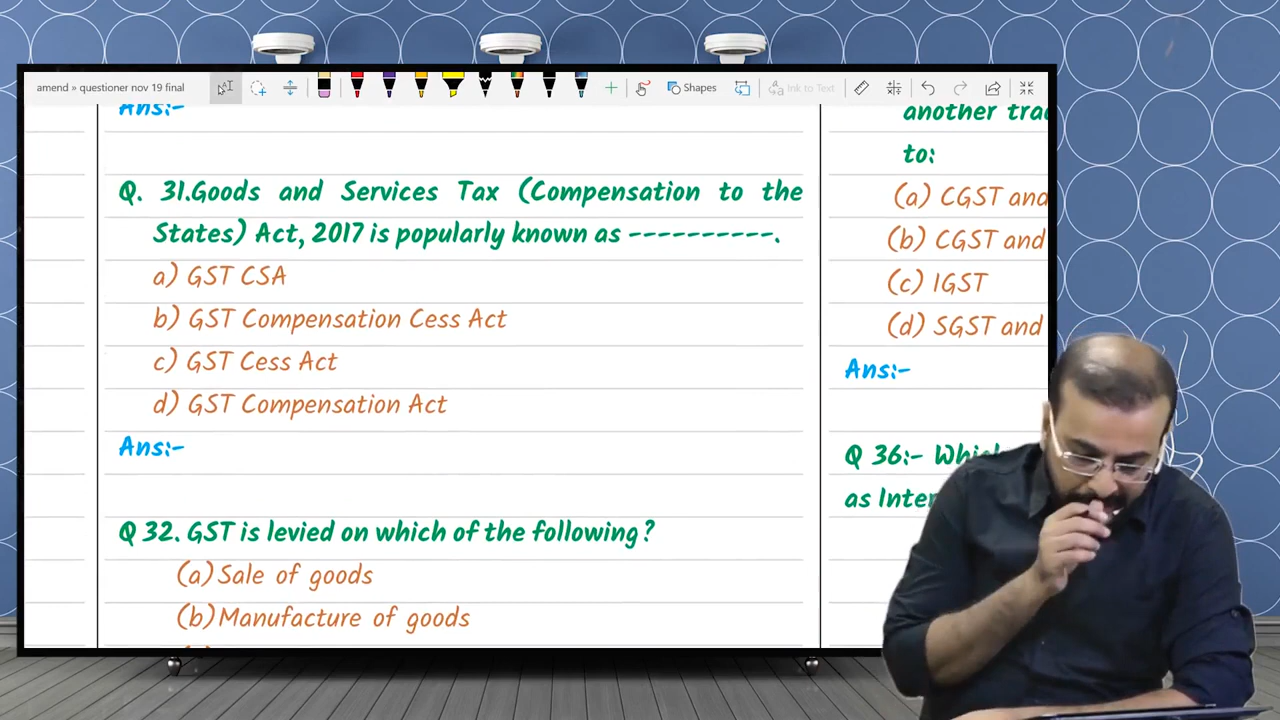 amend » questioner nov 19 final
Shapes
Ink to Text
Ans:-
Q. 31.Goods and Services Tax (Compensation to the
States) Act, 2017 is popularly known as ----------.
a) GST CSA
b) GST Compensation Cess Act
c) GST Cess Act
d) GST Compensation Act
Ans:-
Q 32. GST is levied on which of the following?
(a) Sale of goods
(b) Manufacture of goods
another
to:
(a) CGST and
(b) CGST and
(c) IGST
(d) SGST and
Ans:-
Q 36:-
as